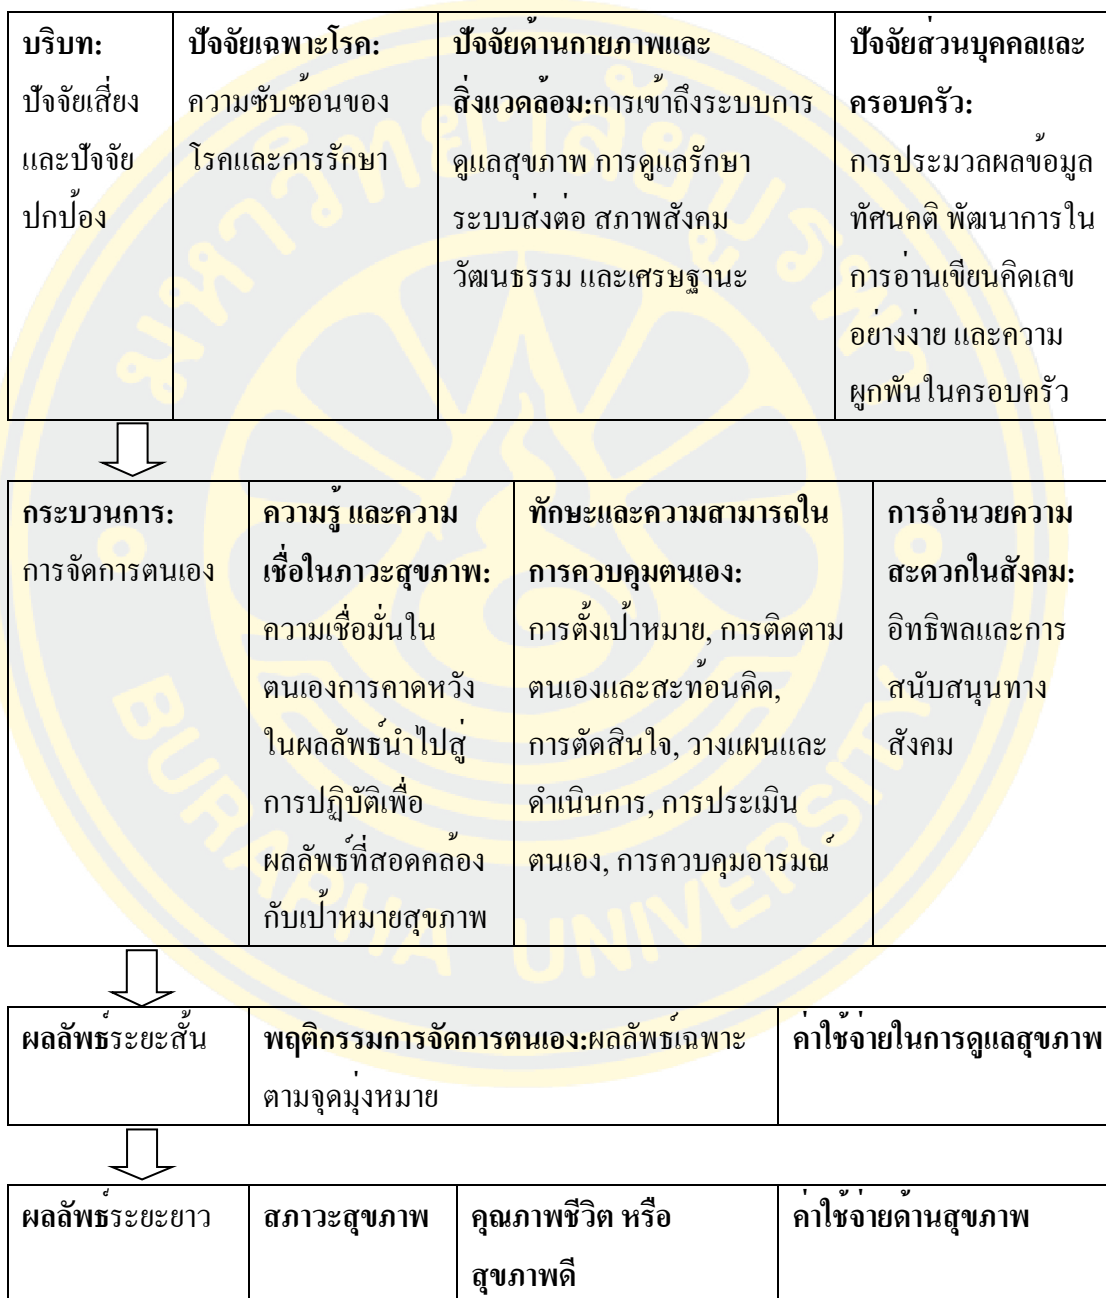 บริบท:
ปัจจัยเสี่ยง
และปัจจัย
ปกป้อง
ปัจจัยเฉพาะโรค:
ความซับซ้อนของ
โรคและการรักษา
ปัจจัยด้านกายภาพและ
สิ่งแวดล้อม:การเข้าถึงระบบการ
ดูแลสุขภาพ การดูแลรักษา
ระบบส่งต่อ สภาพสังคม
วัฒนธรรม และเศรษฐานะ
ปัจจัยส่วนบุคคลและ
ครอบครัว:
การประมวลผลข้อมูล
ทัศนคติ พัฒนาการใน
การอ่านเขียนคิดเลข
อย่างง่าย และความ
ผูกพันในครอบครัว
กระบวนการ:
การจัดการตนเอง
ความรู้ และความ
เชื่อในภาวะสุขภาพ:
ความเชื่อมั่นใน
ตนเองการคาดหวัง
ในผลลัพธ์นำไปสู่
การปฏิบัติเพื่อ
ผลลัพธ์ที่สอดคล้อง
กับเป้าหมายสุขภาพ
ทักษะและความสามารถใน
การควบคุมตนเอง:
การตั้งเป้าหมาย, การติดตาม
ตนเองและสะท้อนคิด,
การตัดสินใจ, วางแผนและ
ดำเนินการ, การประเมิน
ตนเอง, การควบคุมอารมณ์
การอำนวยความ
สะดวกในสังคม:
อิทธิพลและการ
สนับสนุนทาง
สังคม
ผลลัพธ์ระยะสั้น
พฤติกรรมการจัดการตนเอง:ผลลัพธ์เฉพาะ
ตามจุดมุ่งหมาย
ค่าใช้จ่ายในการดูแลสุขภาพ
ผลลัพธ์ระยะยาว
สภาวะสุขภาพ
คุณภาพชีวิต หรือ
สุขภาพดี
ค่าใช้จ่ายด้านสุขภาพ
มหาวิทยาลัยบูรพา
BURAPHA UNIVERSITY